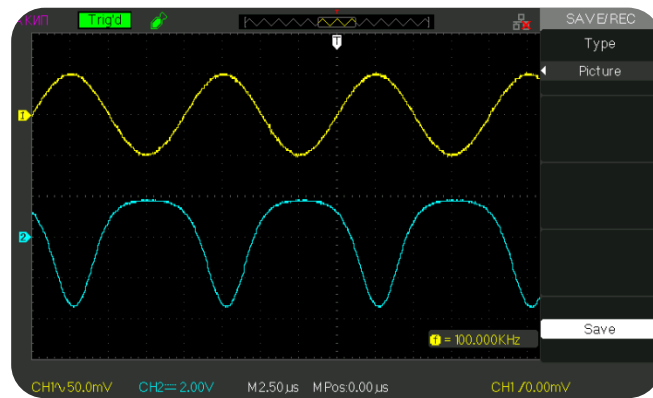 АКИП Trig'd SAVE/REC
T
Type
Picture
1
2
f = 100.000KHz
Save
CH1∿50.0mV CH2⎓2.00V M2.50µs MPos:0.00µs CH1 /0.00mV